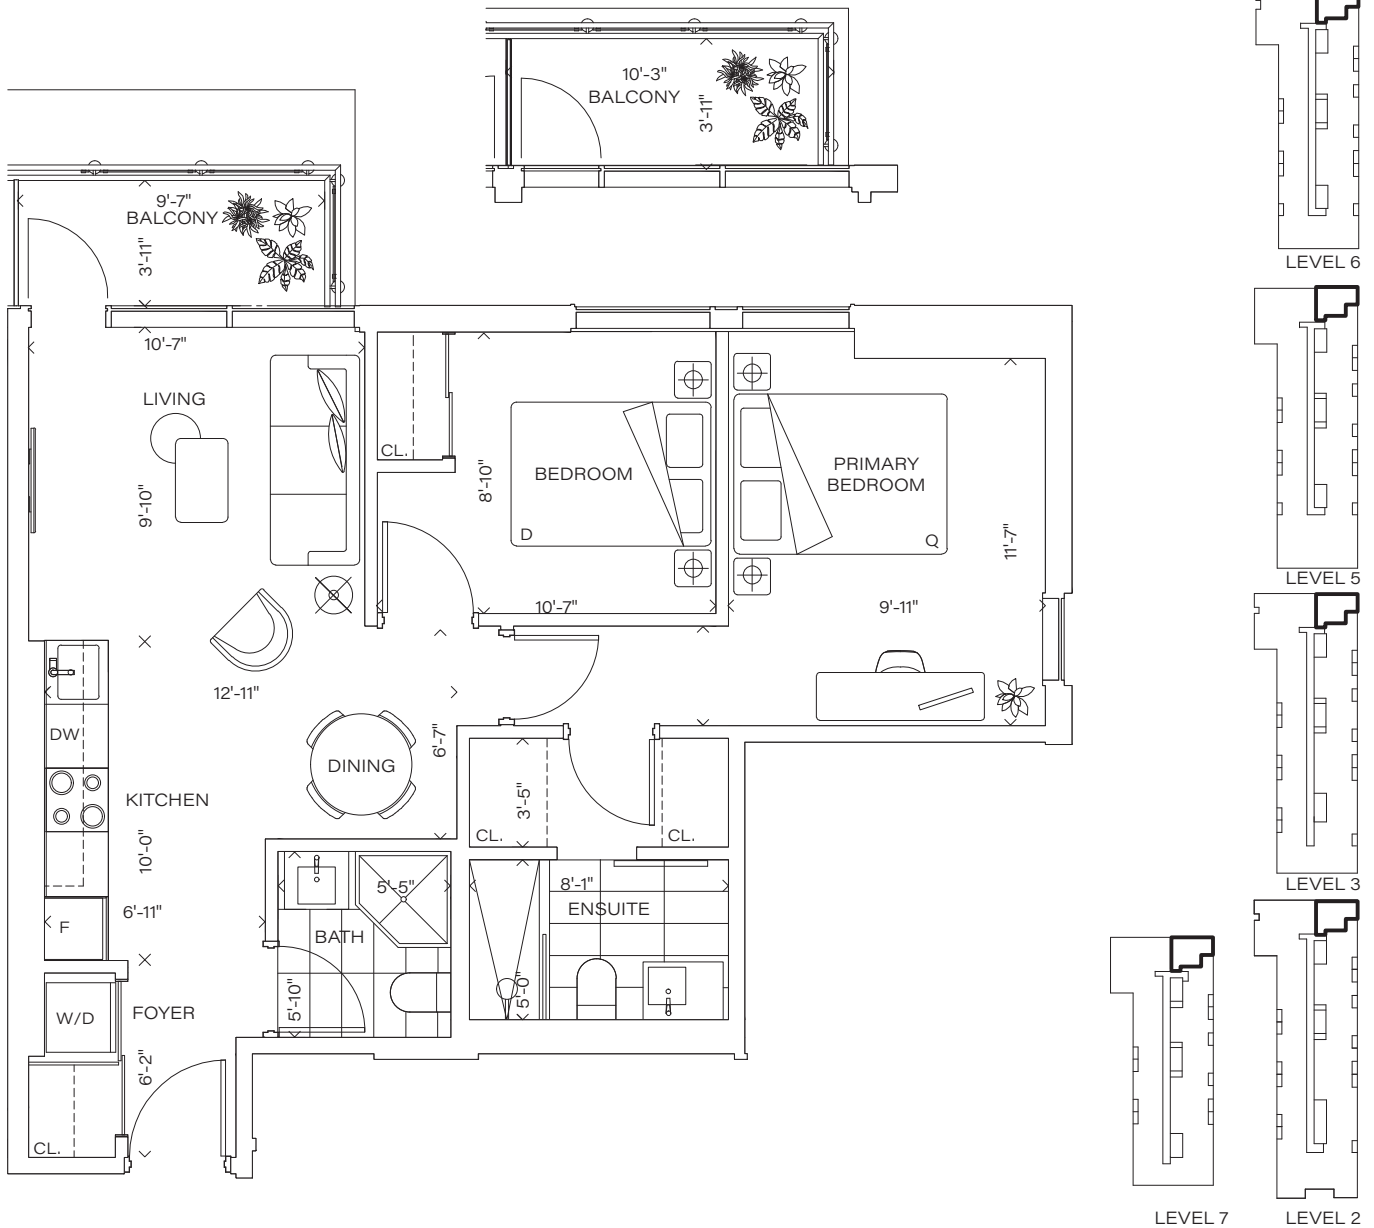 10'-3"
BALCONY
3'-11"
9'-7"
BALCONY
3'-11"
10'-7"
LIVING
9'-10"
CL.
8'-10"
BEDROOM
D
10'-7"
PRIMARY
BEDROOM
Q
11'-7"
9'-11"
12'-11"
DW
6'-7"
DINING
KITCHEN
10'-0"
3'-5"
CL.
CL.
6'-11"
F
5'-5"
BATH
5'-10"
8'-1"
ENSUITE
5'-0"
W/D
FOYER
6'-2"
CL.
LEVEL 6
LEVEL 5
LEVEL 3
LEVEL 7
LEVEL 2